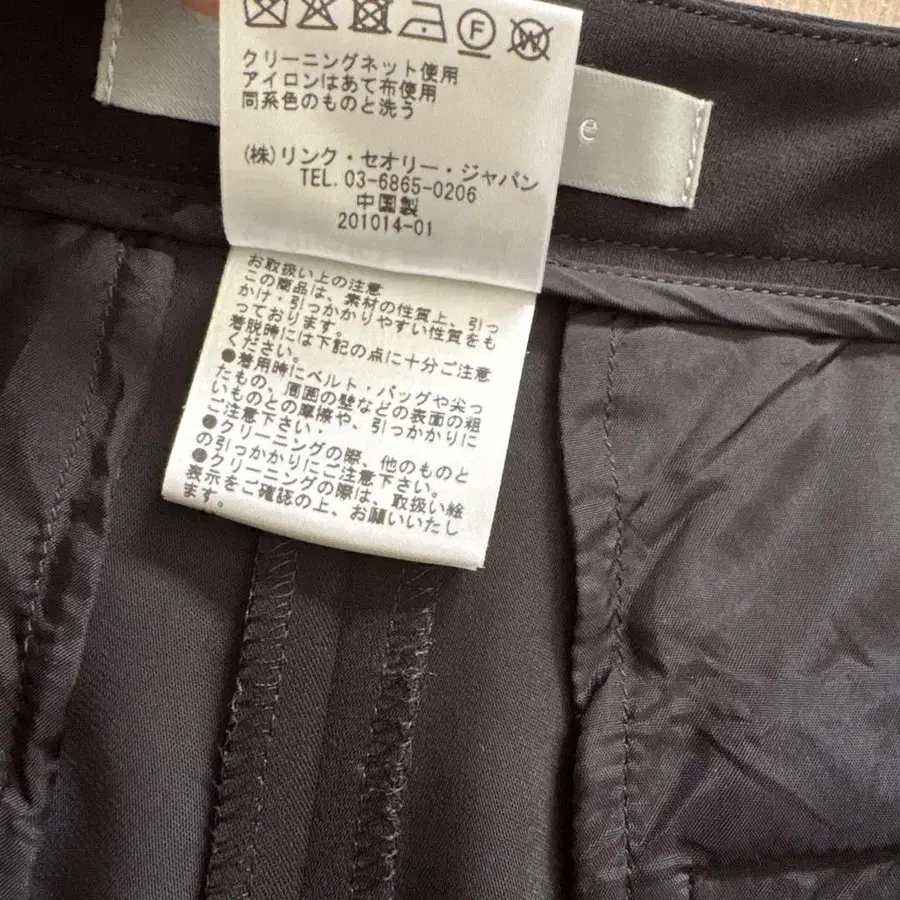 F
W
クリーニングネット使用
アイロンはあて布使用
同系色のものと洗う
(株)リンク・セオリー・ジャパン
TEL. 03-6865-0206
中国製
201014-01
e
お取扱い上の注意
この商品は、素材の性質上、引っ
かけ・引っかかりやすい性質をも
っております。
着脱時には下記の点に十分ご注意
ください。
●着用時にベルト・バッグや尖っ
たもの、周囲の壁などの表面の粗
いものとの摩擦や、引っかかりに
ご注意下さい・
●クリーニングの際、他のものと
の引っかかりにご注意下さい。
●クリーニングの際は、取扱い絵
表示をご確認の上、お願いいたし
ます。